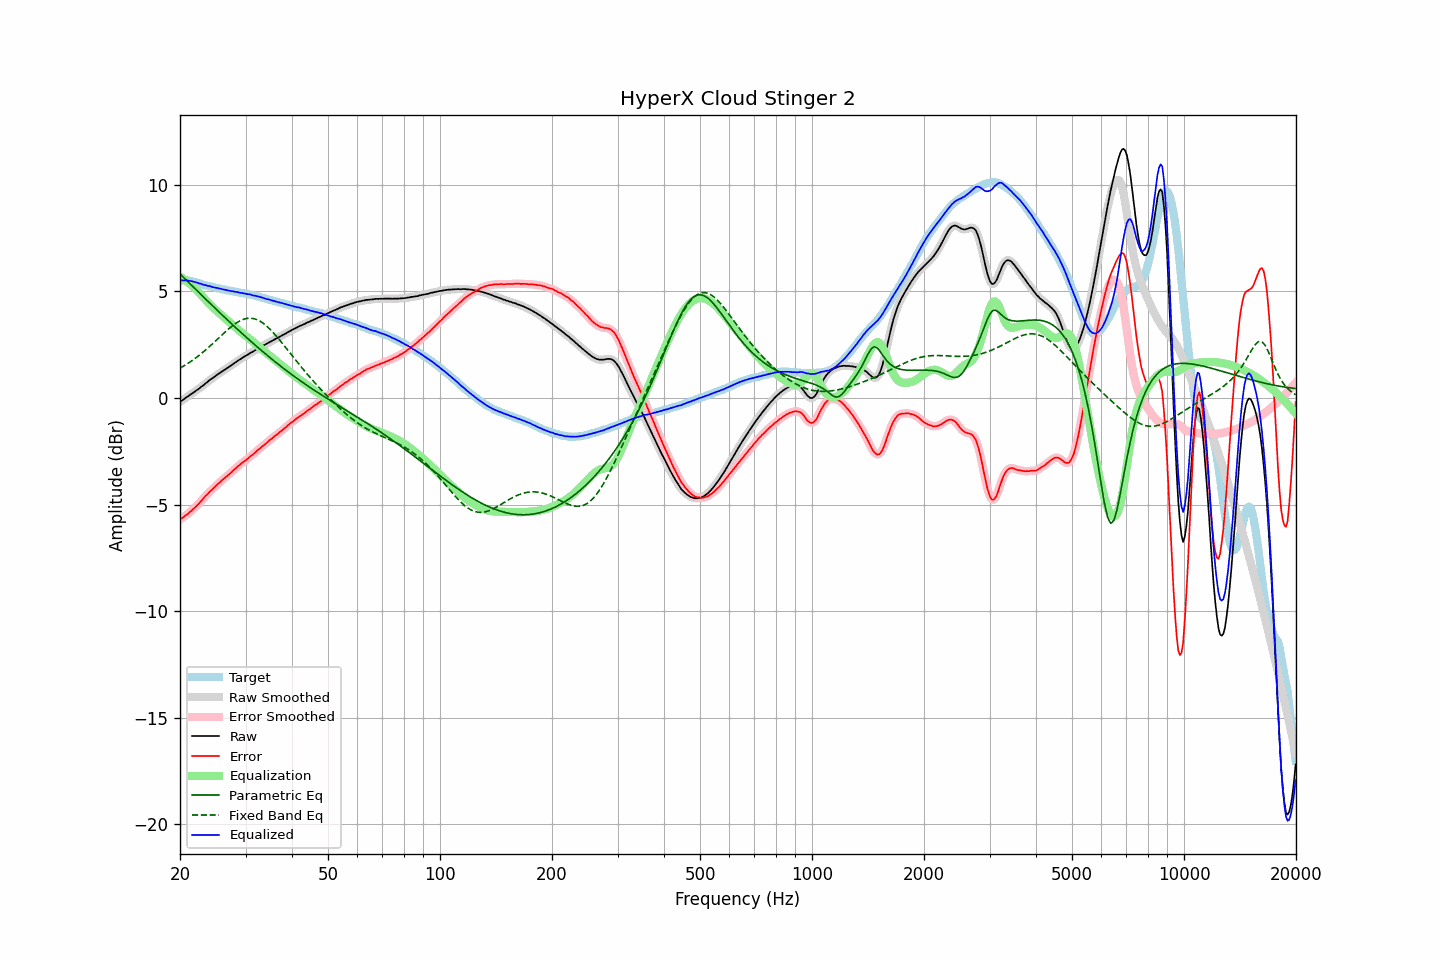 HyperX Cloud Stinger 2
Amplitude (dBr)
10
5
0
−5
−10
−15
−20
Target
Raw Smoothed
Error Smoothed
Raw
Error
Equalization
Parametric Eq
Fixed Band Eq
Equalized
20 50 100 200 500 1000 2000 5000 10000 20000
Frequency (Hz)